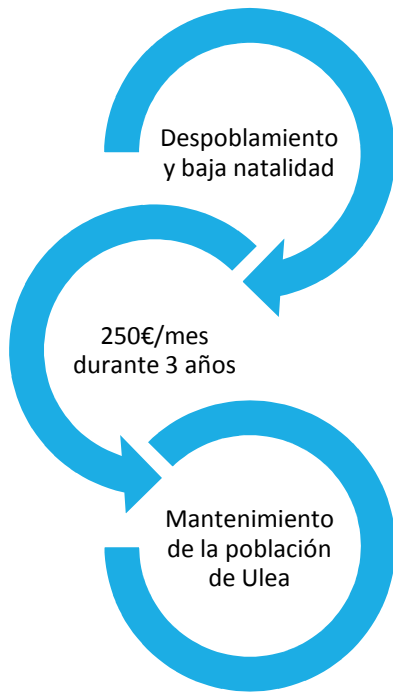 Despoblamiento
y baja natalidad
250€/mes
durante 3 años
Mantenimiento
de la población
de Ulea